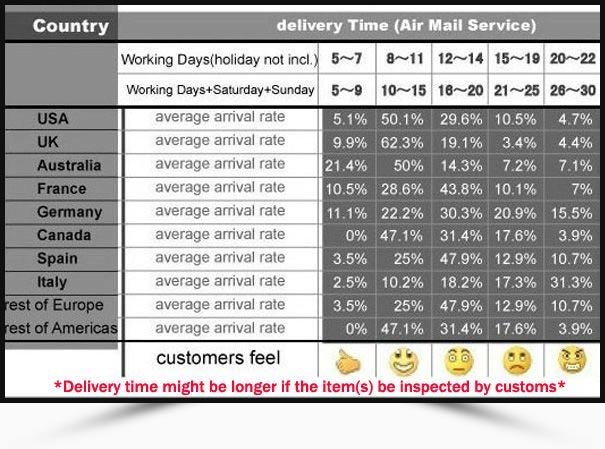 Country delivery Time (Air Mail Service)
Working Days(holiday not incl.) 5～7 8～11 12～14 15～19 20～22
Working Days+Saturday+Sunday 5～9 10～15 16～20 21～25 26～30
USA average arrival rate 5.1% 50.1% 29.6% 10.5% 4.7%
UK average arrival rate 9.9% 62.3% 19.1% 3.4% 4.4%
Australia average arrival rate 21.4% 50% 14.3% 7.2% 7.1%
France average arrival rate 10.5% 28.6% 43.8% 10.1% 7%
Germany average arrival rate 11.1% 22.2% 30.3% 20.9% 15.5%
Canada average arrival rate 0% 47.1% 31.4% 17.6% 3.9%
Spain average arrival rate 3.5% 25% 47.9% 12.9% 10.7%
Italy average arrival rate 2.5% 10.2% 18.2% 17.3% 31.3%
rest of Europe average arrival rate 3.5% 25% 47.9% 12.9% 10.7%
rest of Americas average arrival rate 0% 47.1% 31.4% 17.6% 3.9%
customers feel
*Delivery time might be longer if the item(s) be inspected by customs*